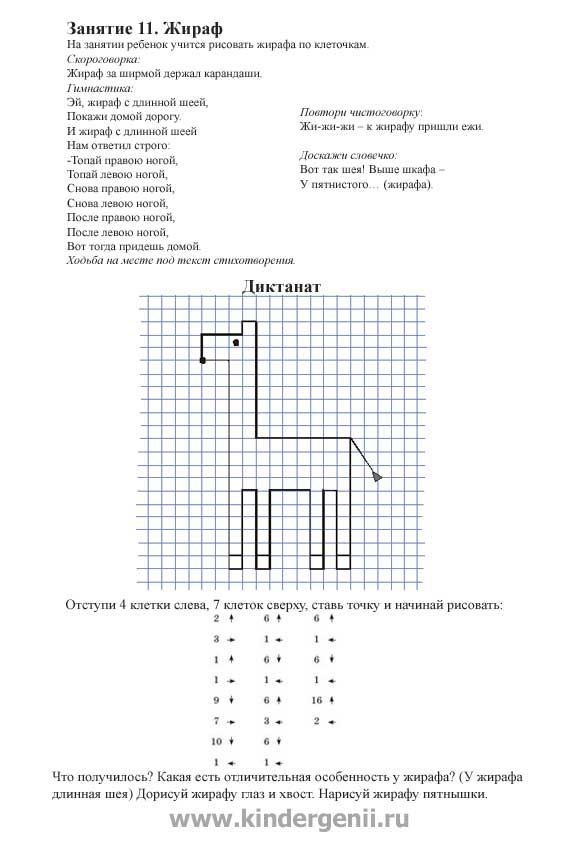 Занятие 11. Жираф
На занятии ребенок учится рисовать жирафа по клеточкам.
Скороговорка:
Жираф за ширмой держал карандаши.
Гимнастика:
Эй, жираф с длинной шеей,
Покажи домой дорогу.
И жираф с длинной шеей
Нам ответил строго:
-Топай правою ногой,
Топай левою ногой,
Снова правою ногой,
Снова левою ногой,
После правою ногой,
После левою ногой,
Вот тогда придешь домой.
Ходьба на месте под текст стихотворения.
Повтори чистоговорку:
Жи-жи-жи – к жирафу пришли ежи.
Доскажи словечко:
Вот так шея! Выше шкафа –
У пятнистого… (жирафа).
Диктанат
Отступи 4 клетки слева, 7 клеток сверху, ставь точку и начинай рисовать:
2 ↑ 6 ↑ 6 ↑
3 → 1 ← 1 ←
1 ↑ 6 ↓ 6 ↓
1 → 1 ← 1 ←
9 ↓ 6 ↑ 16 ↑
7 → 3 ← 2 ←
10 ↓ 6 ↓
1 ← 1 ←
Что получилось? Какая есть отличительная особенность у жирафа? (У жирафа
длинная шея) Дорисуй жирафу глаз и хвост. Нарисуй жирафу пятнышки.
www.kindergenii.ru